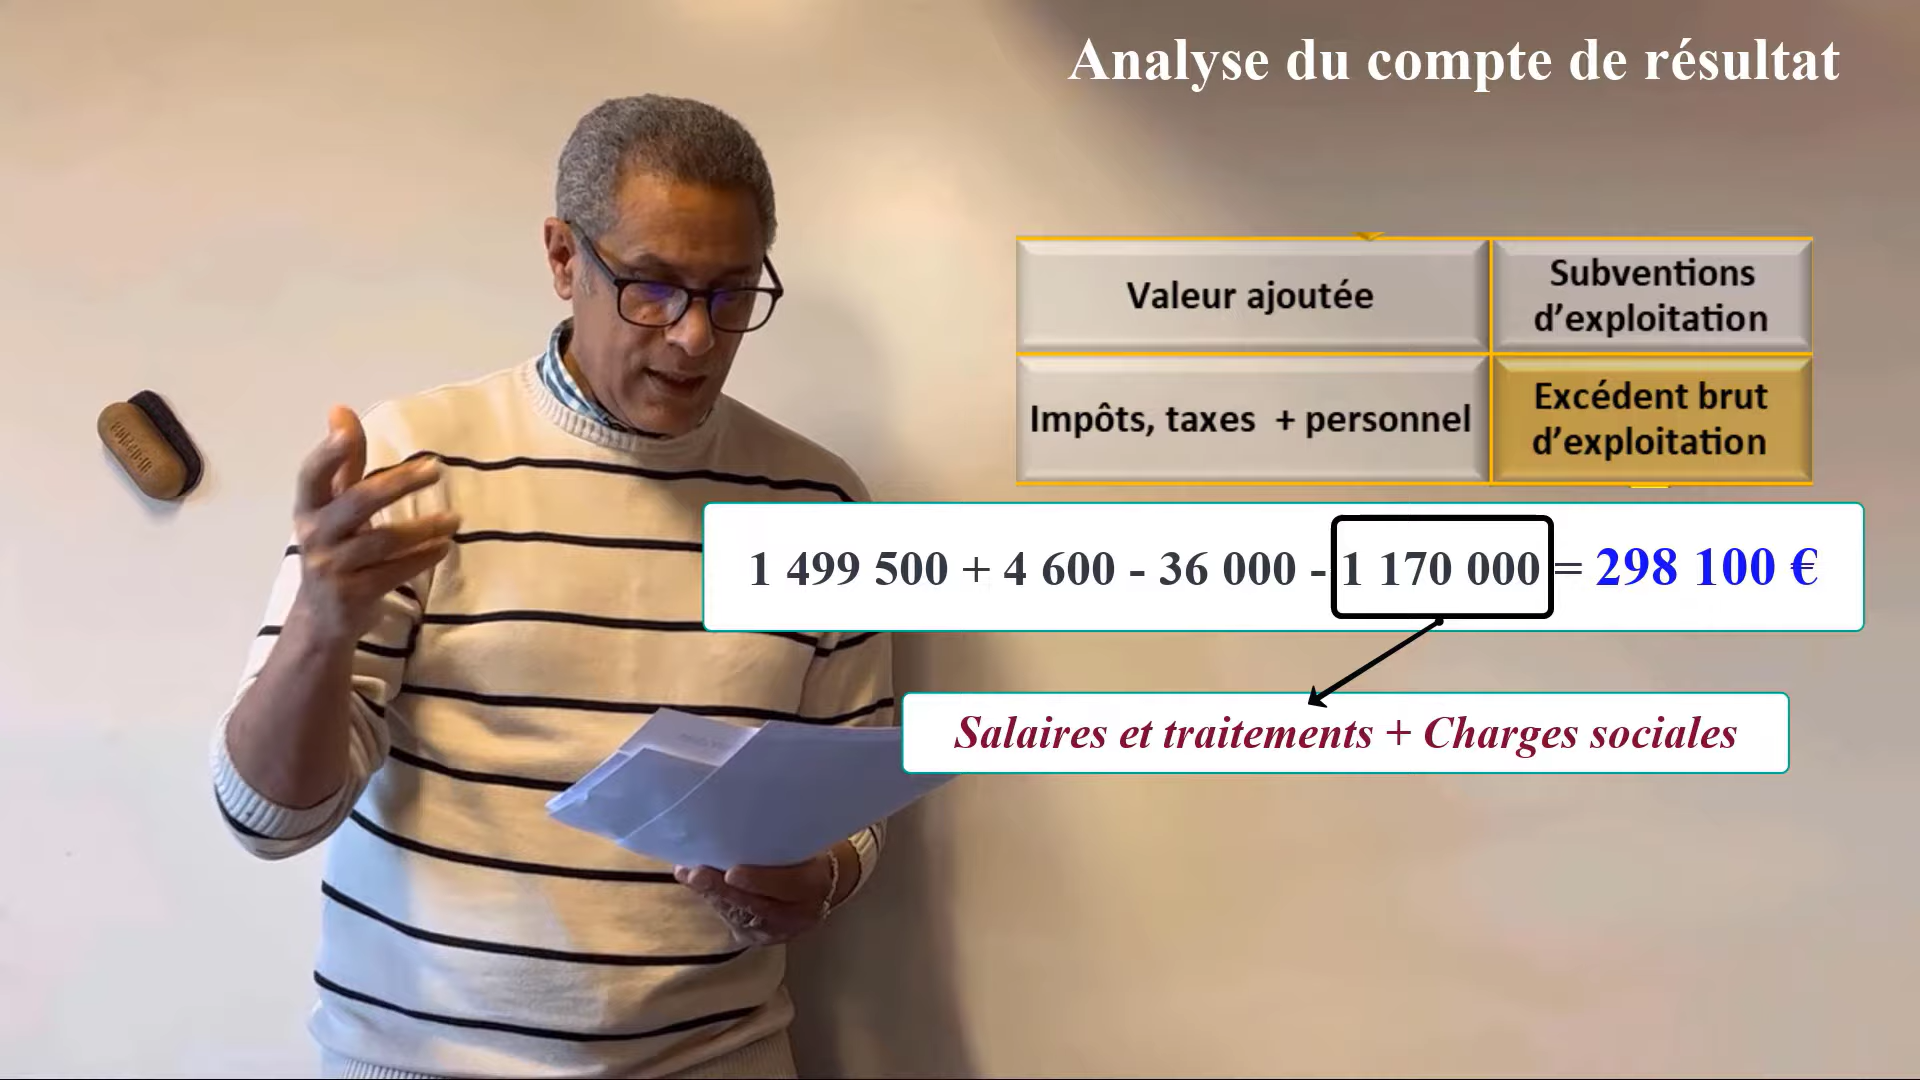 Analyse du compte de résultat
Valeur ajoutée
Subventions
d'exploitation
Impôts, taxes + personnel
Excédent brut
d'exploitation
1 499 500 + 4 600 - 36 000 - 1 170 000 = 298 100 €
Salaires et traitements + Charges sociales